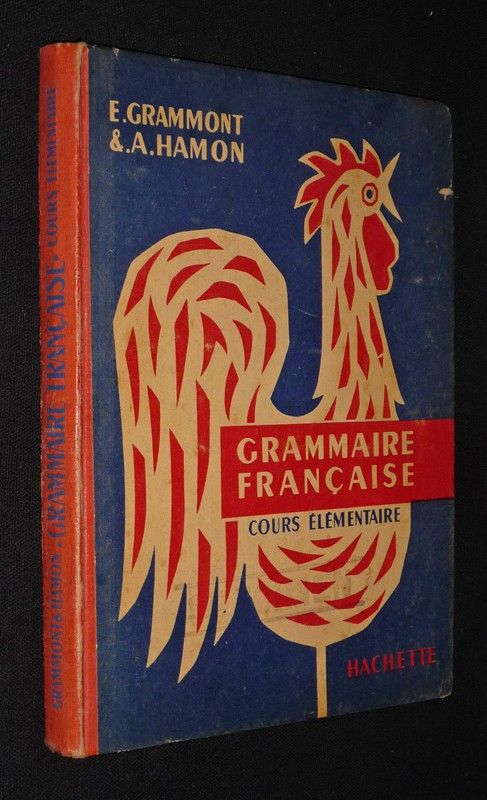 E. GRAMMONT
& .A. HAMON
GRAMMAIRE
FRANÇAISE
COURS ÉLÉMENTAIRE
HACHETTE
GRAMMONT & HAMON - GRAMMAIRE FRANÇAISE - COURS ÉLÉMENTAIRE